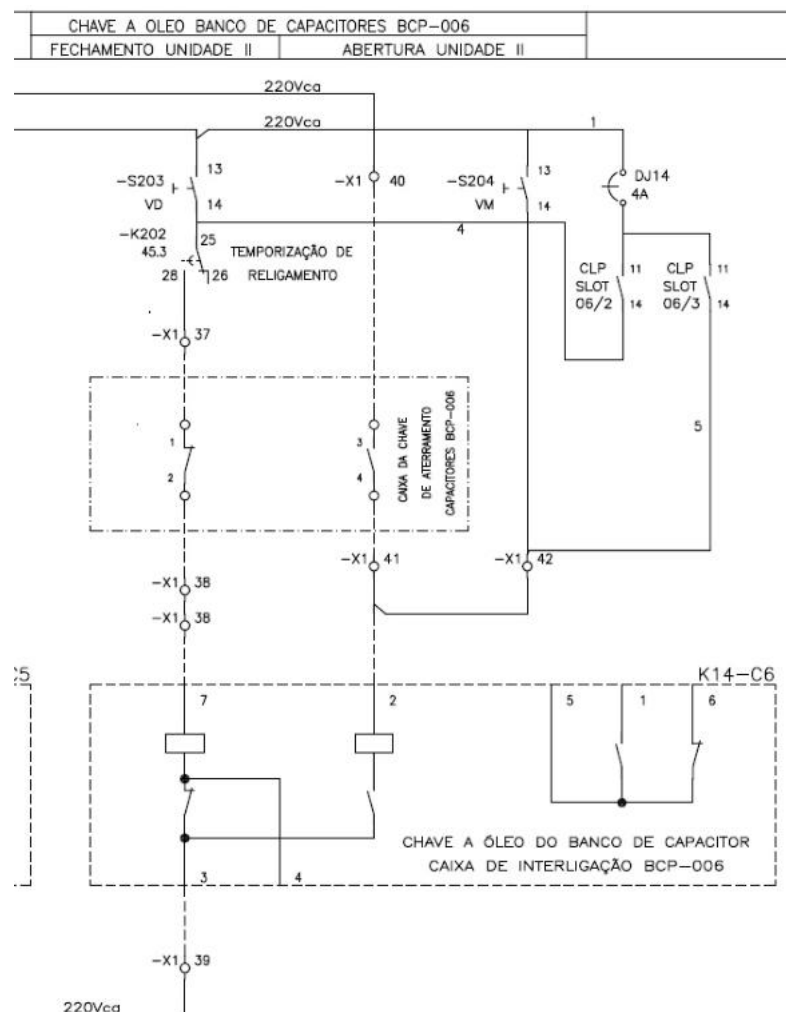 CHAVE A OLEO BANCO DE CAPACITORES BCP-006
FECHAMENTO UNIDADE II
ABERTURA UNIDADE II
220Vca
220Vca
1
-S203
13
14
VD
-X1
40
-S204
13
14
VM
DJ14
4A
4
-K202
45.3
25
28
26
TEMPORIZAÇÃO DE
RELIGAMENTO
CLP
SLOT
06/2
11
14
CLP
SLOT
06/3
11
14
-X1
37
1
2
3
4
CAIXA DA CHAVE
DE ATERRAMENTO
CAPACITORES BCP-006
5
-X1
41
-X1
42
-X1
38
-X1
38
C5
K14-C6
7
2
5
1
6
CHAVE A ÓLEO DO BANCO DE CAPACITOR
CAIXA DE INTERLIGAÇÃO BCP-006
3
4
-X1
39
220Vca